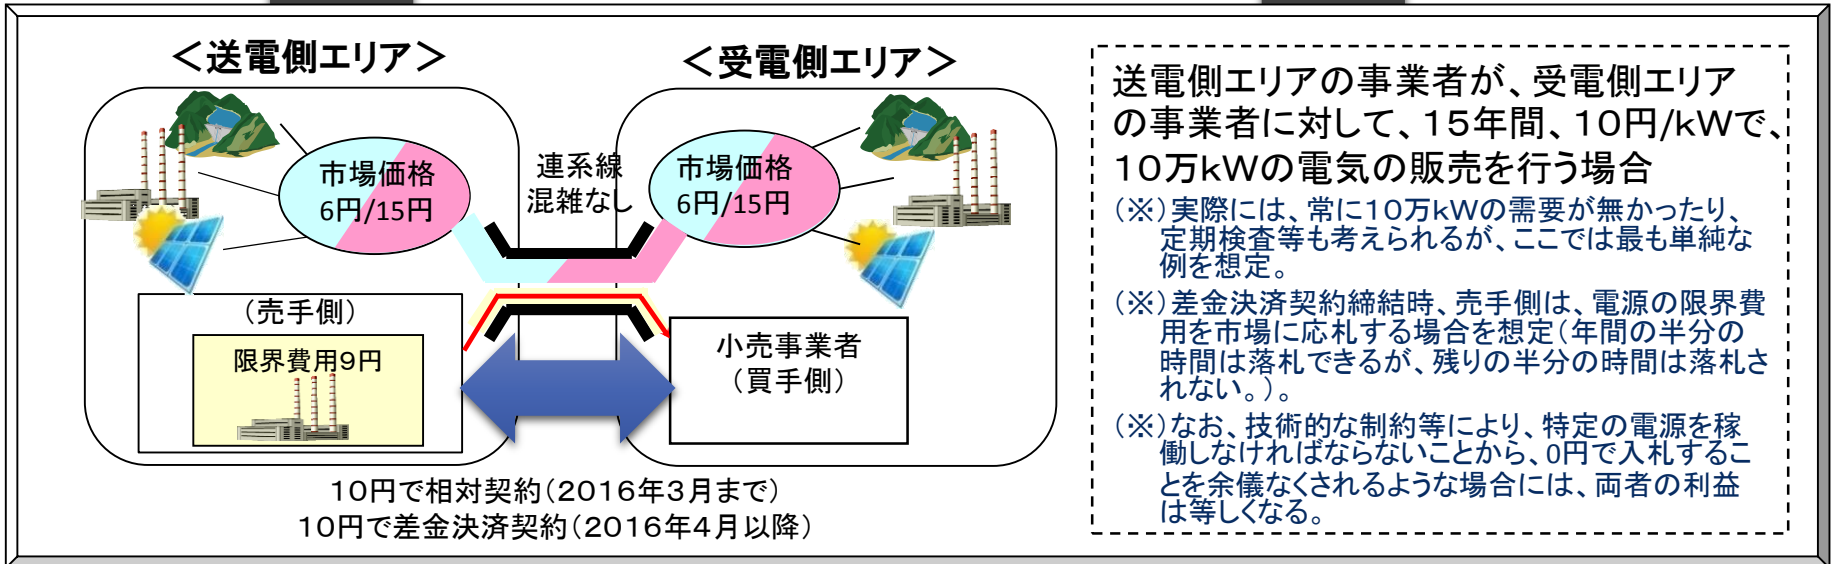 ＜送電側エリア＞
＜受電側エリア＞
市場価格
6円/15円
連系線
混雑なし
市場価格
6円/15円
（売手側）
限界費用9円
小売事業者
（買手側）
10円で相対契約（2016年3月まで）
10円で差金決済契約（2016年4月以降）
送電側エリアの事業者が、受電側エリア
の事業者に対して、15年間、10円/kWで、
10万kWの電気の販売を行う場合
（※）実際には、常に10万kWの需要が無かったり、
定期検査等も考えられるが、ここでは最も単純な
例を想定。
（※）差金決済契約締結時、売手側は、電源の限界費
用を市場に応札する場合を想定（年間の半分の
時間は落札できるが、残りの半分の時間は落札さ
れない。）。
（※）なお、技術的な制約等により、特定の電源を稼
働しなければならないことから、0円で入札するこ
とを余儀なくされるような場合には、両者の利益
は等しくなる。